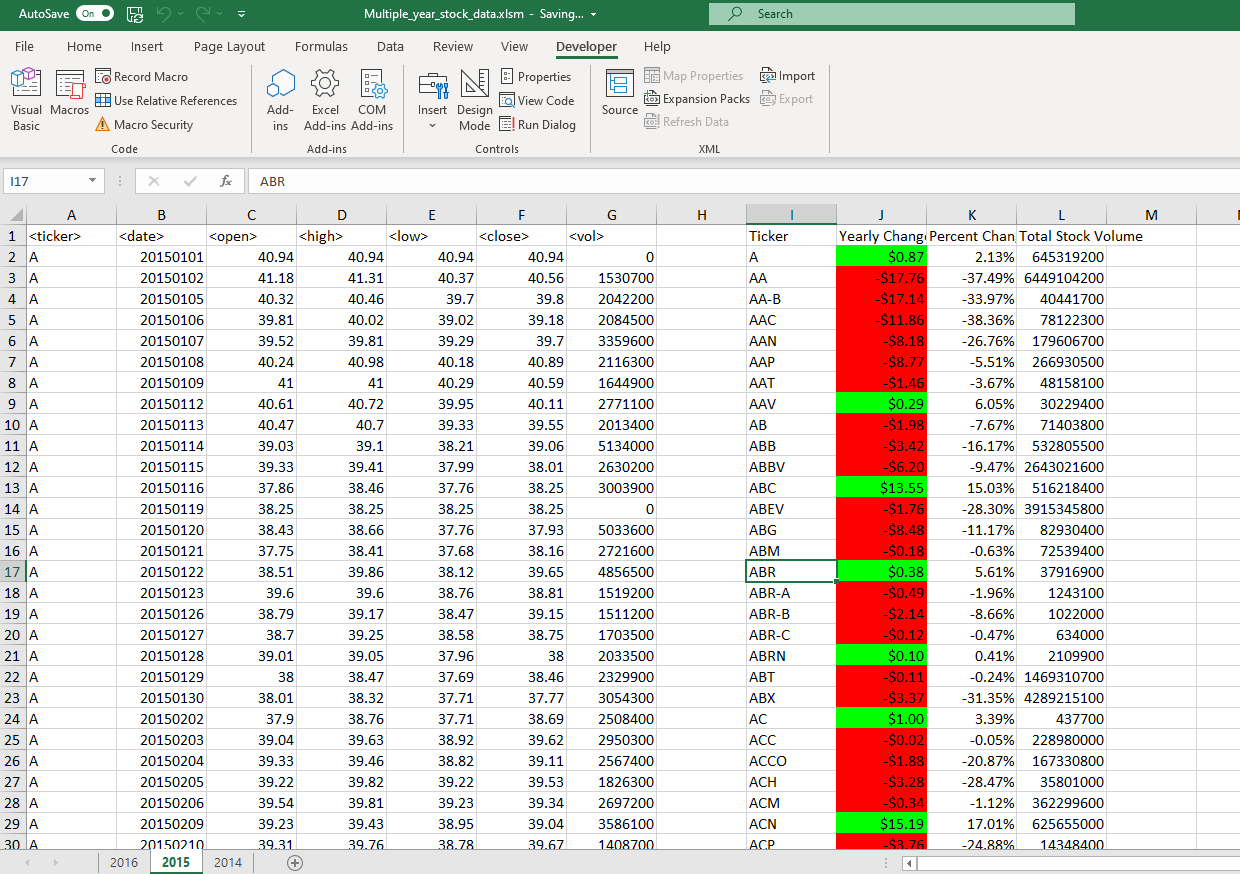 AutoSave On Multiple_year_stock_data.xlsm - Saving... Search
File Home Insert Page Layout Formulas Data Review View Developer Help
Visual Basic Macros Record Macro Use Relative References Macro Security
Add-ins Excel Add-ins COM Add-ins
Insert Design Mode Properties View Code Run Dialog
Source Map Properties Expansion Packs Refresh Data Import Export
Code Add-ins Controls XML
I17 fx ABR
A B C D E F G H I J K L M
1 <ticker> <date> <open> <high> <low> <close> <vol> Ticker Yearly Change Percent Chan Total Stock Volume
2 A 20150101 40.94 40.94 40.94 40.94 0 A $0.87 2.13% 645319200
3 A 20150102 41.18 41.31 40.37 40.56 1530700 AA -$17.76 -37.49% 6449104200
4 A 20150105 40.32 40.46 39.7 39.8 2042200 AA-B -$17.14 -33.97% 40441700
5 A 20150106 39.81 40.02 39.02 39.18 2084500 AAC -$11.86 -38.36% 78122300
6 A 20150107 39.52 39.81 39.29 39.7 3359600 AAN -$8.18 -26.76% 179606700
7 A 20150108 40.24 40.98 40.18 40.89 2116300 AAP -$8.77 -5.51% 266930500
8 A 20150109 41 41 40.29 40.59 1644900 AAT -$1.46 -3.67% 48158100
9 A 20150112 40.61 40.72 39.95 40.11 2771100 AAV $0.29 6.05% 30229400
10 A 20150113 40.47 40.7 39.33 39.55 2013400 AB -$1.98 -7.67% 71403800
11 A 20150114 39.03 39.1 38.21 39.06 5134000 ABB -$3.42 -16.17% 532805500
12 A 20150115 39.33 39.41 37.99 38.01 2630200 ABBV -$6.20 -9.47% 2643021600
13 A 20150116 37.86 38.46 37.76 38.25 3003900 ABC $13.55 15.03% 516218400
14 A 20150119 38.25 38.25 38.25 38.25 0 ABEV -$1.76 -28.30% 3915345800
15 A 20150120 38.43 38.66 37.76 37.93 5033600 ABG -$8.48 -11.17% 82930400
16 A 20150121 37.75 38.41 37.68 38.16 2721600 ABM -$0.18 -0.63% 72539400
17 A 20150122 38.51 39.86 38.12 39.65 4856500 ABR $0.38 5.61% 37916900
18 A 20150123 39.6 39.6 38.76 38.81 1519200 ABR-A -$0.49 -1.96% 1243100
19 A 20150126 38.79 39.17 38.47 39.15 1511200 ABR-B -$2.14 -8.66% 1022000
20 A 20150127 38.7 39.25 38.58 38.75 1703500 ABR-C -$0.12 -0.47% 634000
21 A 20150128 39.01 39.05 37.96 38 2033500 ABRN $0.10 0.41% 2109900
22 A 20150129 38 38.47 37.69 38.46 2329900 ABT -$0.11 -0.24% 1469310700
23 A 20150130 38.01 38.32 37.71 37.77 3054300 ABX -$3.37 -31.35% 4289215100
24 A 20150202 37.9 38.76 37.71 38.69 2508400 AC $1.00 3.39% 437700
25 A 20150203 39.04 39.63 38.92 39.62 2950300 ACC -$0.02 -0.05% 228980000
26 A 20150204 39.33 39.46 38.82 39.11 2567400 ACCO -$1.88 -20.87% 167330800
27 A 20150205 39.22 39.82 39.22 39.53 1826300 ACH -$3.28 -28.47% 35801000
28 A 20150206 39.54 39.81 39.23 39.34 2697200 ACM -$0.34 -1.12% 362299600
29 A 20150209 39.23 39.43 38.95 39.04 3586100 ACN $15.19 17.01% 625655000
30 A 20150210 39.31 39.76 38.78 39.67 1408700 ACP -$3.76 -24.88% 14348400
2016 2015 2014